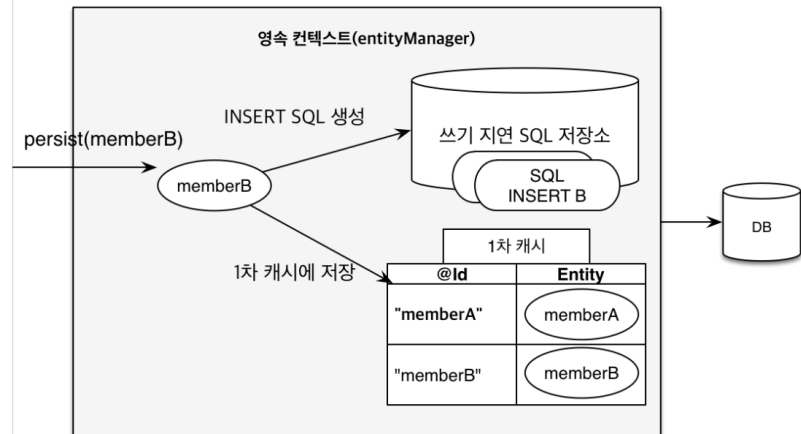 영속 컨텍스트(entityManager)
INSERT SQL 생성
persist(memberB)
쓰기 지연 SQL 저장소
memberB
SQL
INSERT B
DB
1차 캐시
1차 캐시에 저장
@Id Entity
"memberA" memberA
"memberB" memberB